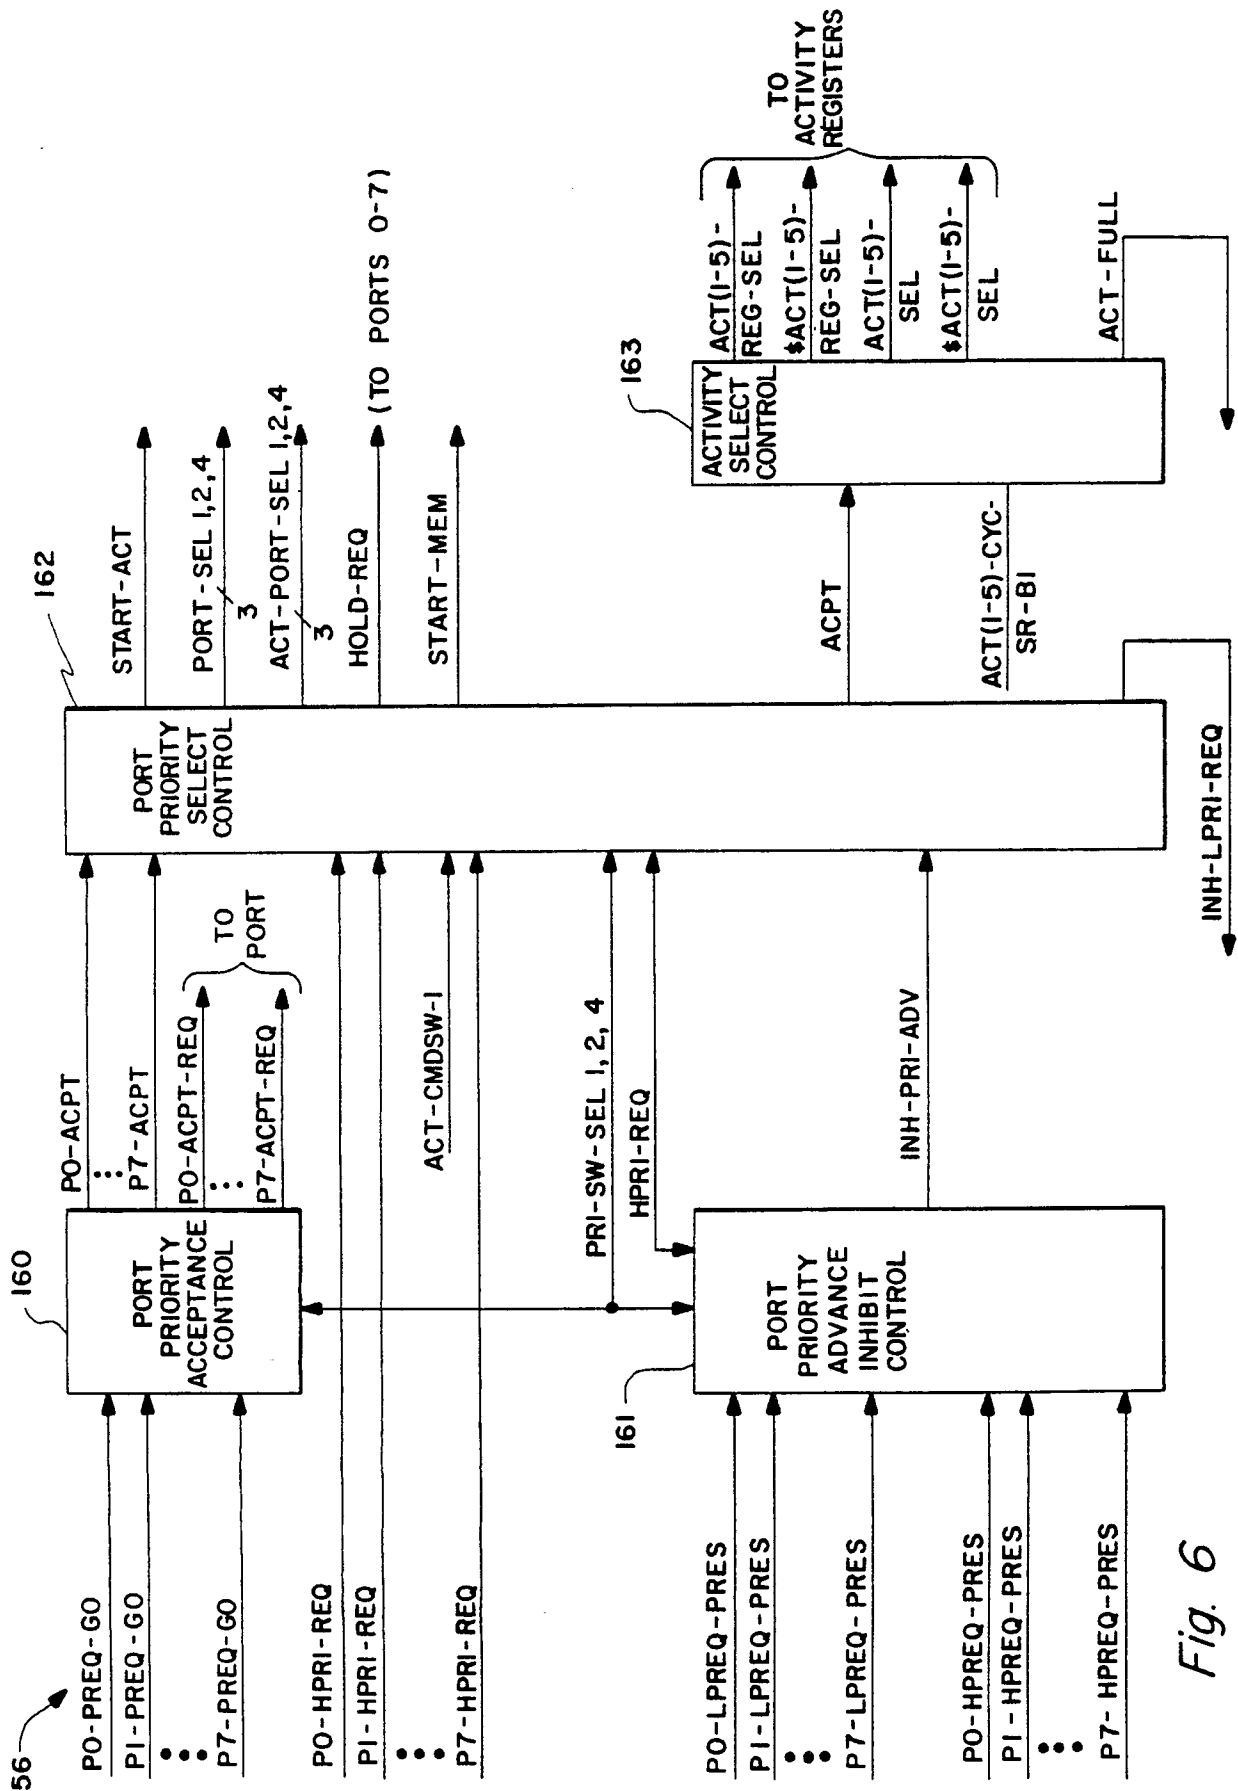 56
P0-PREQ-GO
P1-PREQ-GO
P7-PREQ-GO
P0-HPRI-REQ
P1-HPRI-REQ
P7-HPRI-REQ
P0-LPREQ-PRES
P1-LPREQ-PRES
P7-LPREQ-PRES
P0-HPREQ-PRES
P1-HPREQ-PRES
P7-HPREQ-PRES
160
PORT
PRIORITY
ACCEPTANCE
CONTROL
161
PORT
PRIORITY
ADVANCE
INHIBIT
CONTROL
P0-ACPT
P7-ACPT
P0-ACPT-REQ
P7-ACPT-REQ
TO
PORT
ACT-CMDSW-1
PRI-SW-SEL 1, 2, 4
HPRI-REQ
INH-PRI-ADV
162
PORT
PRIORITY
SELECT
CONTROL
START-ACT
PORT-SEL 1,2,4
3
ACT-PORT-SEL 1,2,4
3
HOLD-REQ (TO PORTS 0-7)
START-MEM
ACPT
ACT(1-5)-CYC-
SR-BI
INH-LPRI-REQ
163
ACTIVITY
SELECT
CONTROL
ACT(1-5)-
REG-SEL
$ACT(1-5)-
REG-SEL
ACT(1-5)-
SEL
$ACT(1-5)-
SEL
TO
ACTIVITY
REGISTERS
ACT-FULL
Fig. 6